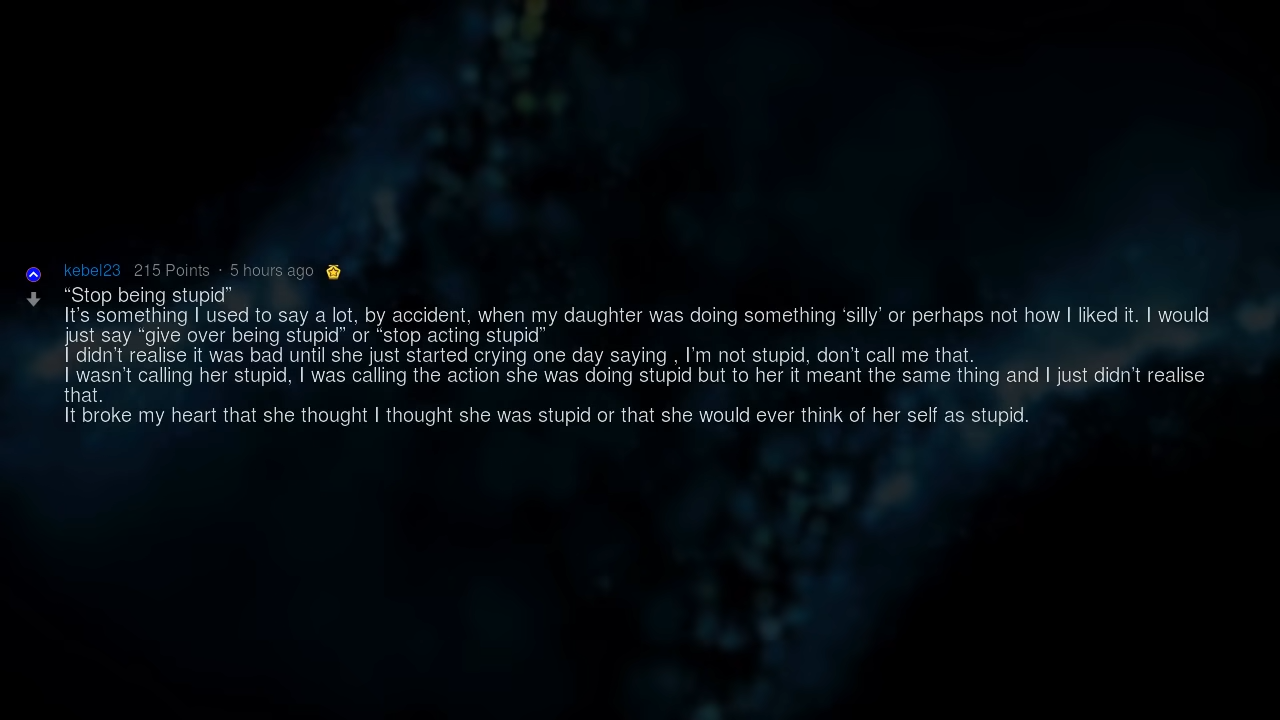 kebel23 215 Points · 5 hours ago
“Stop being stupid”
It’s something I used to say a lot, by accident, when my daughter was doing something ‘silly’ or perhaps not how I liked it. I would
just say “give over being stupid” or “stop acting stupid”
I didn’t realise it was bad until she just started crying one day saying , I’m not stupid, don’t call me that.
I wasn’t calling her stupid, I was calling the action she was doing stupid but to her it meant the same thing and I just didn’t realise
that.
It broke my heart that she thought I thought she was stupid or that she would ever think of her self as stupid.